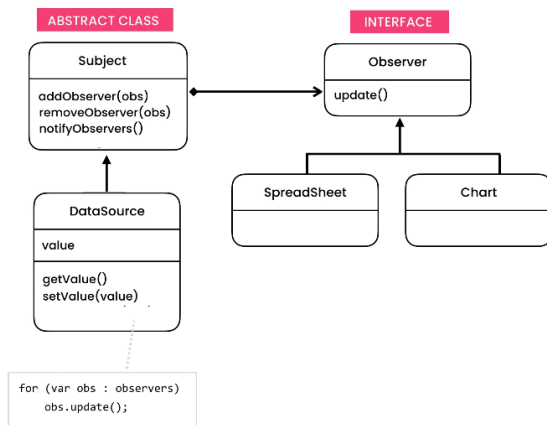 ABSTRACT CLASS
Subject
addObserver(obs)
removeObserver(obs)
notifyObservers()
INTERFACE
Observer
update()
DataSource
value
getValue()
setValue(value)
SpreadSheet
Chart
for (var obs : observers)
obs.update();